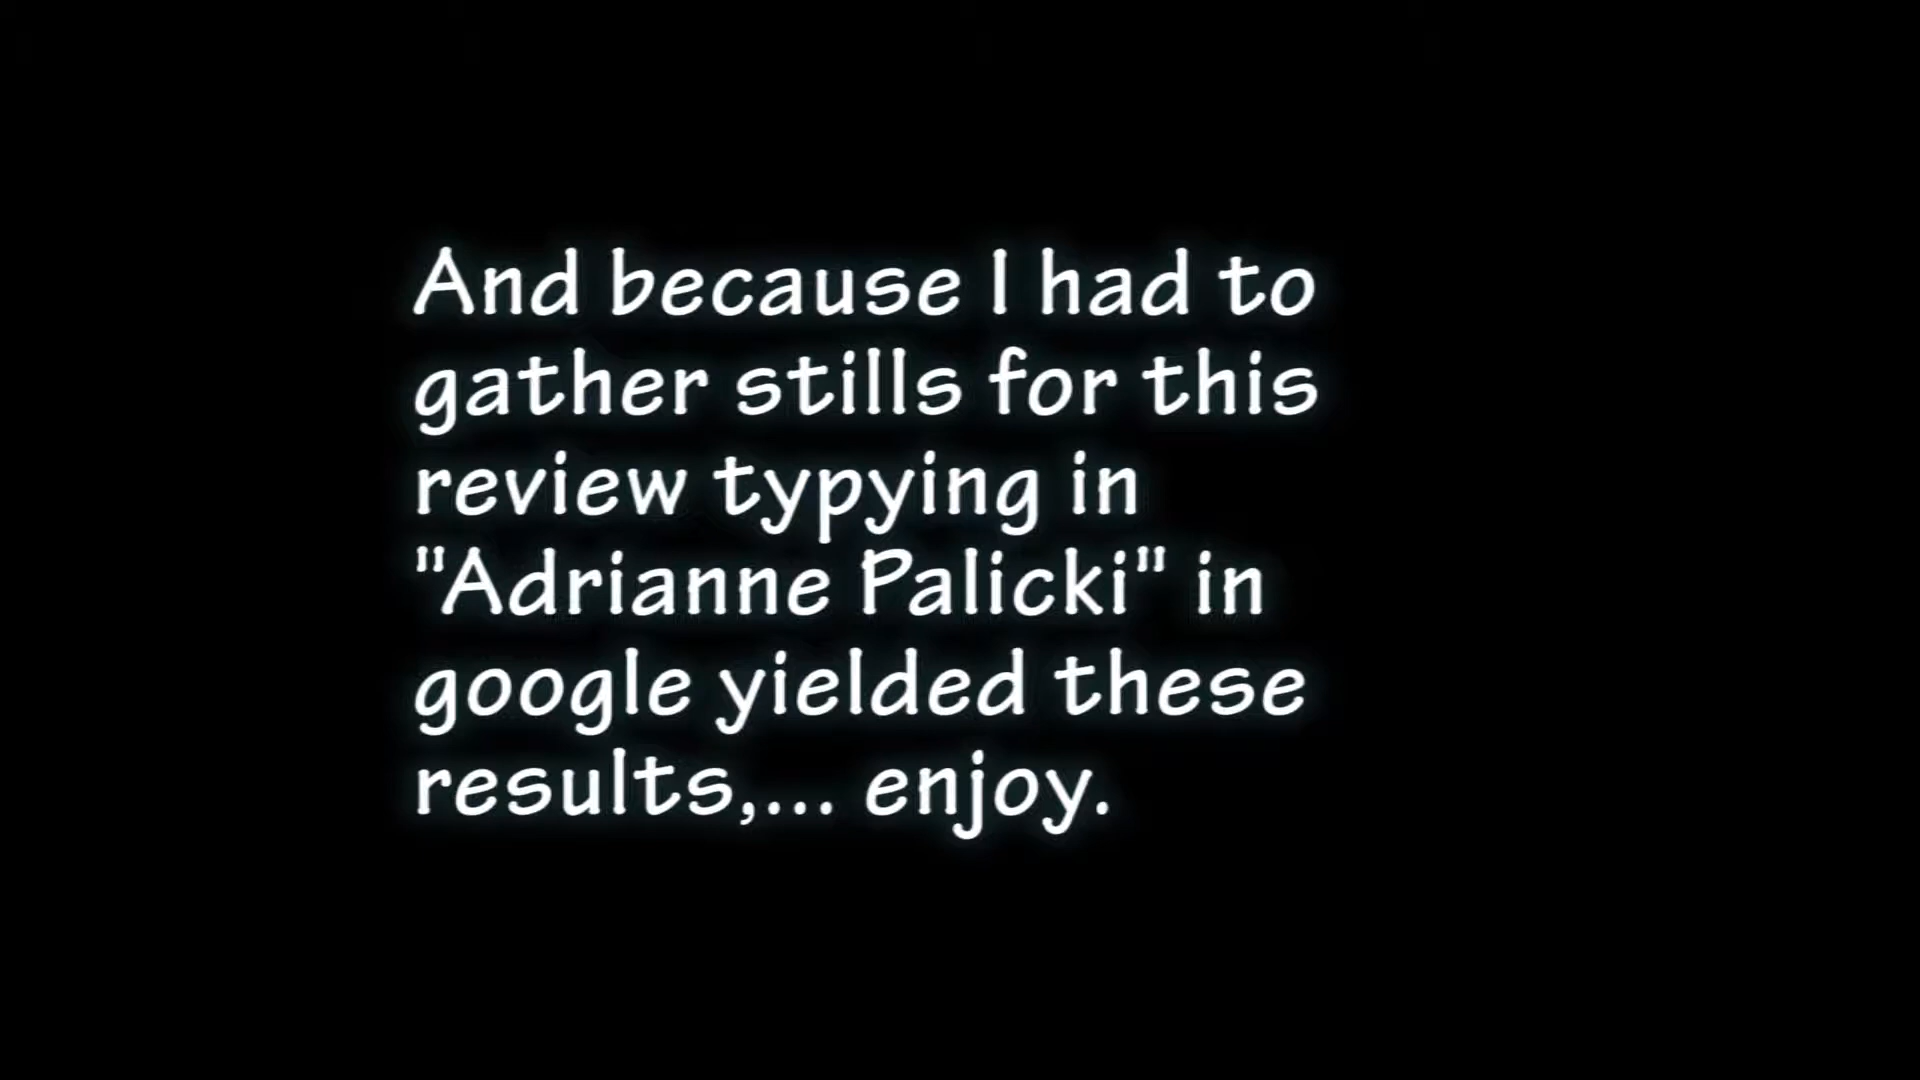 And because I had to
gather stills for this
review typying in
"Adrianne Palicki" in
google yielded these
results,... enjoy.